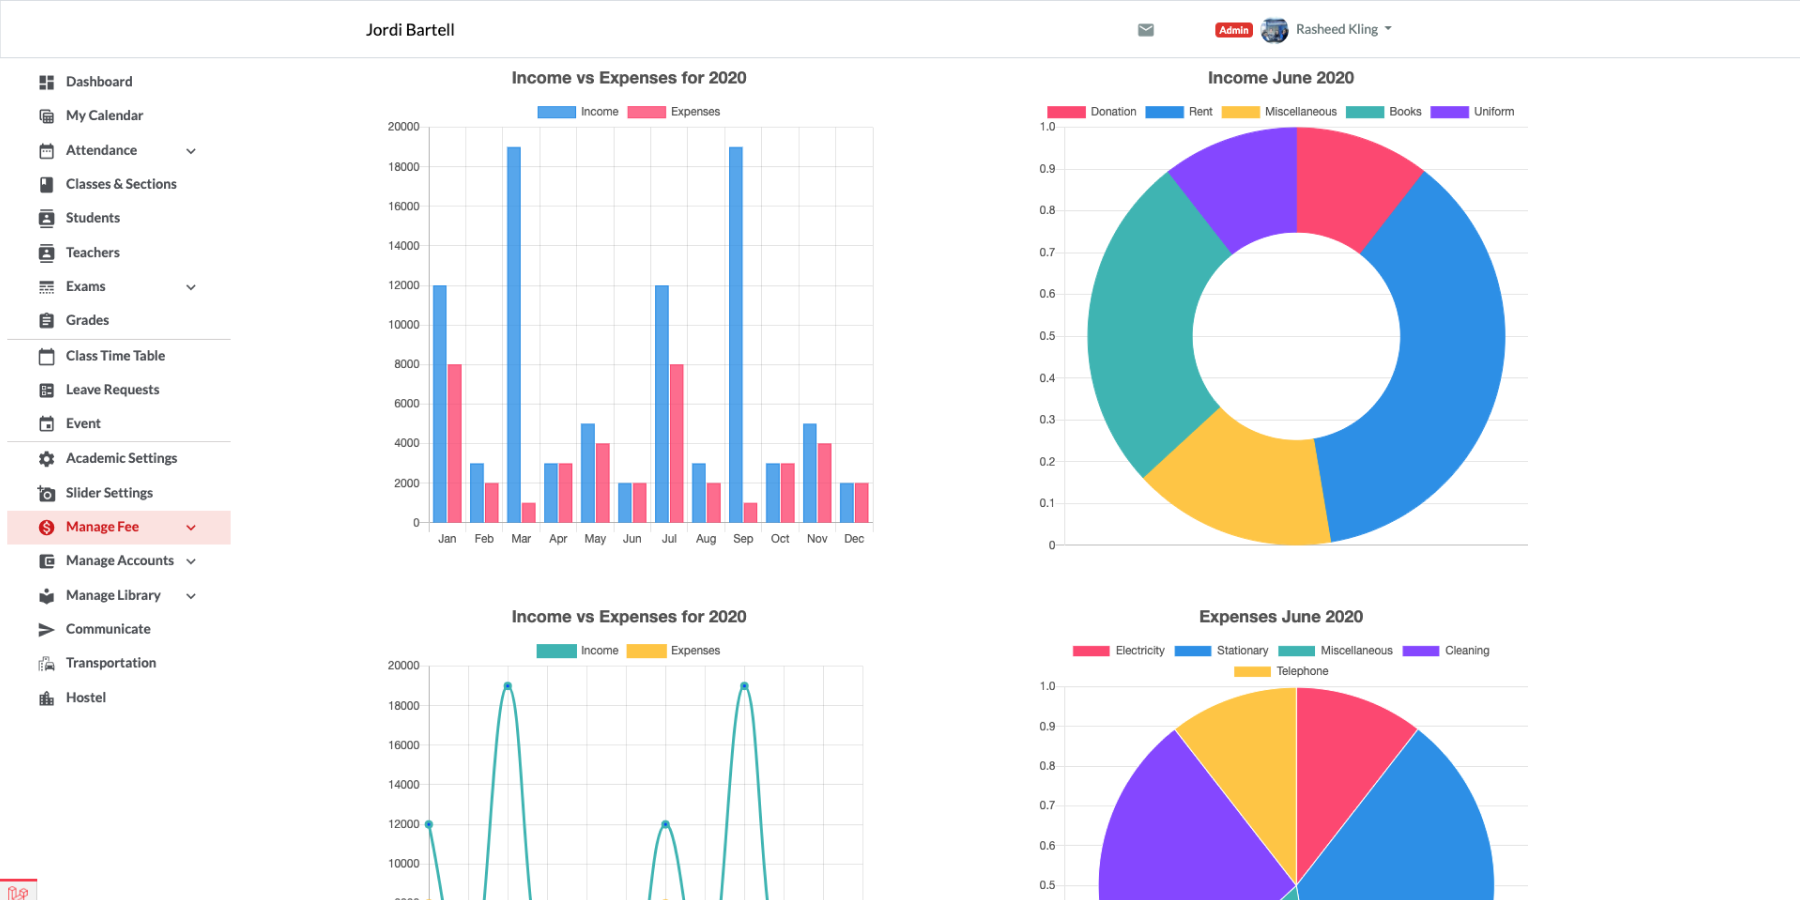 Jordi Bartell
Admin Rasheed Kling
Dashboard
My Calendar
Attendance
Classes & Sections
Students
Teachers
Exams
Grades
Class Time Table
Leave Requests
Event
Academic Settings
Slider Settings
Manage Fee
Manage Accounts
Manage Library
Communicate
Transportation
Hostel
Income vs Expenses for 2020
Income Expenses
20000
18000
16000
14000
12000
10000
8000
6000
4000
2000
0
Jan Feb Mar Apr May Jun Jul Aug Sep Oct Nov Dec
Income June 2020
Donation Rent Miscellaneous Books Uniform
1.0
0.9
0.8
0.7
0.6
0.5
0.4
0.3
0.2
0.1
0
Income vs Expenses for 2020
Income Expenses
20000
18000
16000
14000
12000
10000
Expenses June 2020
Electricity Stationary Miscellaneous Cleaning
Telephone
1.0
0.9
0.8
0.7
0.6
0.5